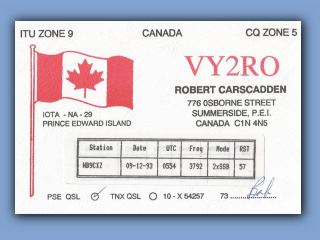 ITU ZONE 9 CANADA CQ ZONE 5
VY2RO
ROBERT CARSCADDEN
776 OSBORNE STREET
SUMMERSIDE, P.E.I.
CANADA C1N 4N5
IOTA - NA - 29
PRINCE EDWARD ISLAND
Station Date UTC Freq Mode RST
HB9CXZ 09-12-93 0554 3792 2xSSB 57
PSE QSL TNX QSL 10 - X 54257 73 Bob